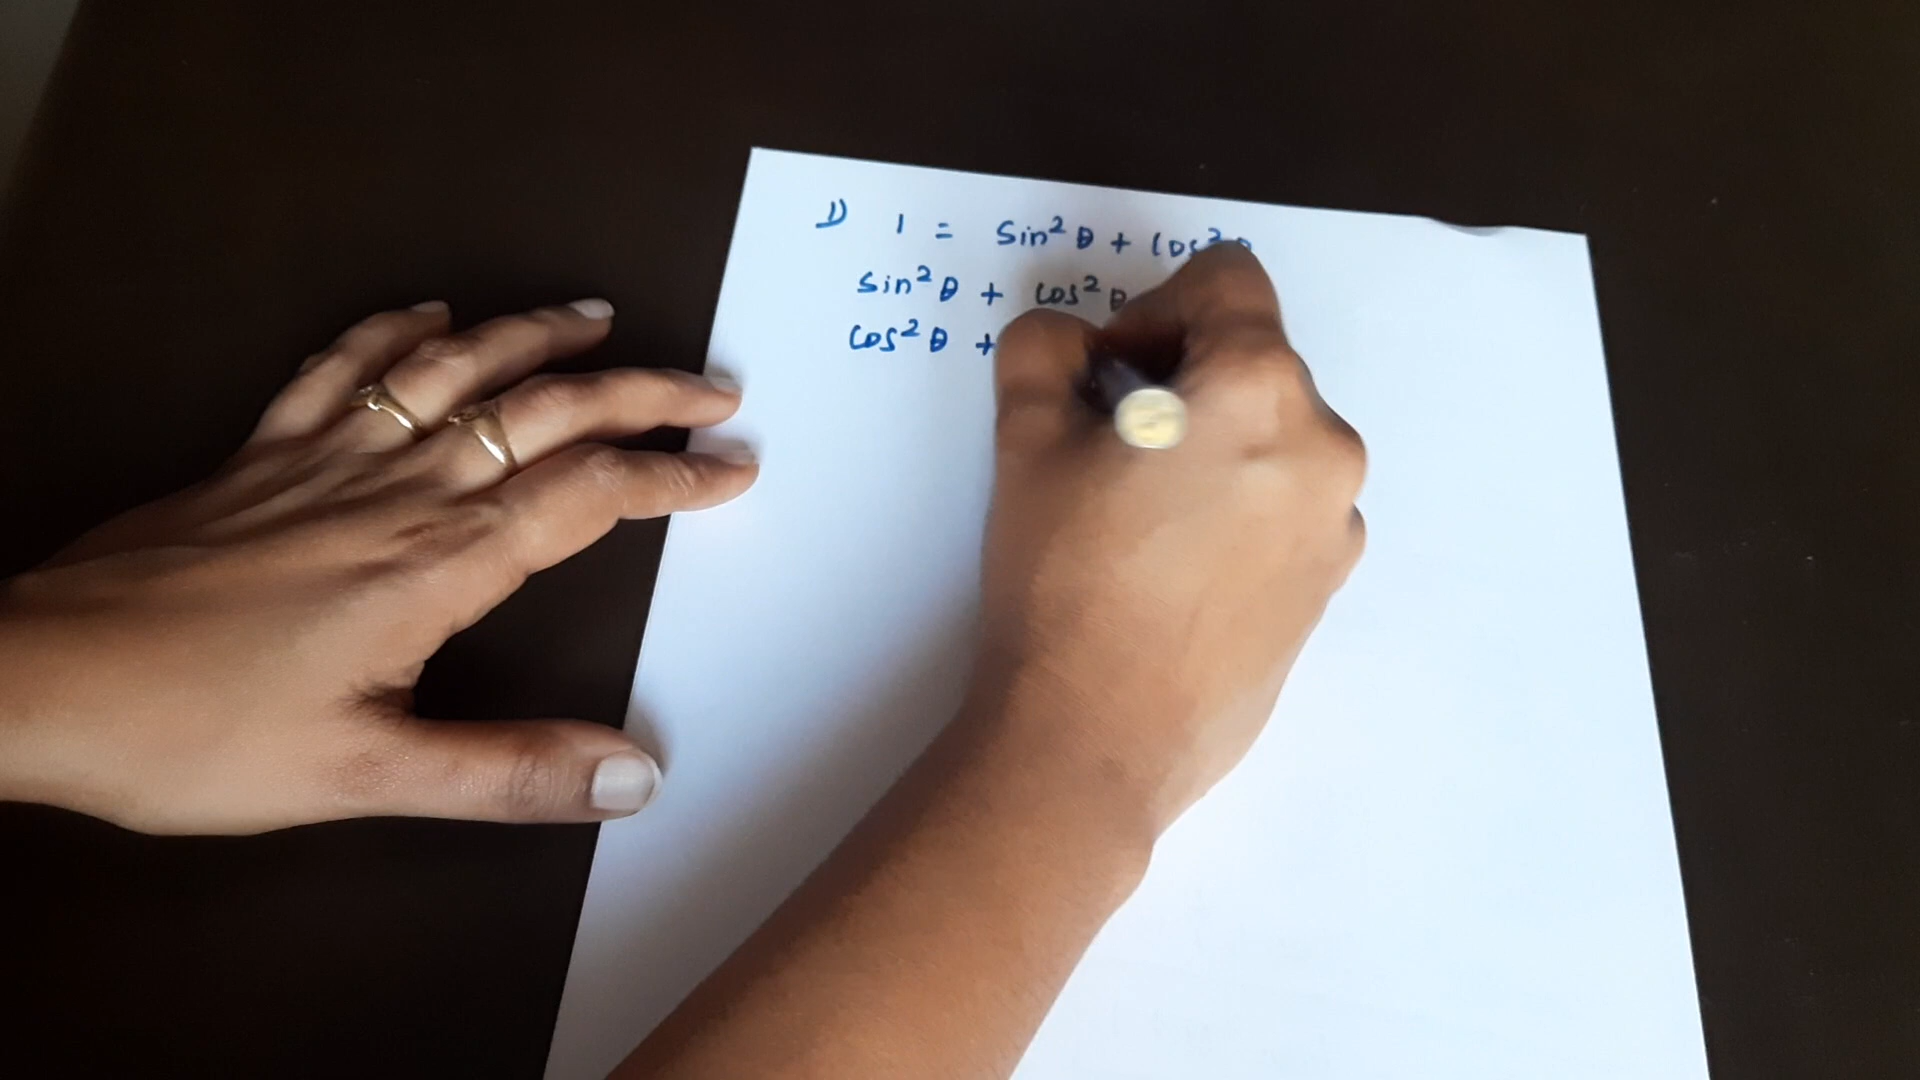 1) 1 = Sin²θ + Cos²θ
Sin²θ + Cos²θ
Cos²θ +